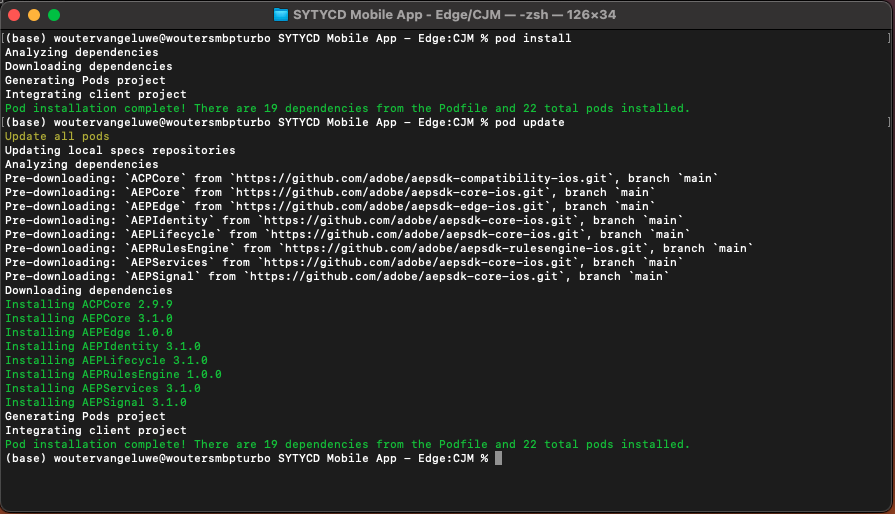 SYTYCD Mobile App - Edge/CJM — -zsh — 126×34
[(base) woutervangeluwe@woutersmbpturbo SYTYCD Mobile App - Edge:CJM % pod install ]
Analyzing dependencies
Downloading dependencies
Generating Pods project
Integrating client project
Pod installation complete! There are 19 dependencies from the Podfile and 22 total pods installed.
[(base) woutervangeluwe@woutersmbpturbo SYTYCD Mobile App - Edge:CJM % pod update ]
Update all pods
Updating local specs repositories
Analyzing dependencies
Pre-downloading: `ACPCore` from `https://github.com/adobe/aepsdk-compatibility-ios.git`, branch `main`
Pre-downloading: `AEPCore` from `https://github.com/adobe/aepsdk-core-ios.git`, branch `main`
Pre-downloading: `AEPEdge` from `https://github.com/adobe/aepsdk-edge-ios.git`, branch `main`
Pre-downloading: `AEPIdentity` from `https://github.com/adobe/aepsdk-core-ios.git`, branch `main`
Pre-downloading: `AEPLifecycle` from `https://github.com/adobe/aepsdk-core-ios.git`, branch `main`
Pre-downloading: `AEPRulesEngine` from `https://github.com/adobe/aepsdk-rulesengine-ios.git`, branch `main`
Pre-downloading: `AEPServices` from `https://github.com/adobe/aepsdk-core-ios.git`, branch `main`
Pre-downloading: `AEPSignal` from `https://github.com/adobe/aepsdk-core-ios.git`, branch `main`
Downloading dependencies
Installing ACPCore 2.9.9
Installing AEPCore 3.1.0
Installing AEPEdge 1.0.0
Installing AEPIdentity 3.1.0
Installing AEPLifecycle 3.1.0
Installing AEPRulesEngine 1.0.0
Installing AEPServices 3.1.0
Installing AEPSignal 3.1.0
Generating Pods project
Integrating client project
Pod installation complete! There are 19 dependencies from the Podfile and 22 total pods installed.
(base) woutervangeluwe@woutersmbpturbo SYTYCD Mobile App - Edge:CJM %